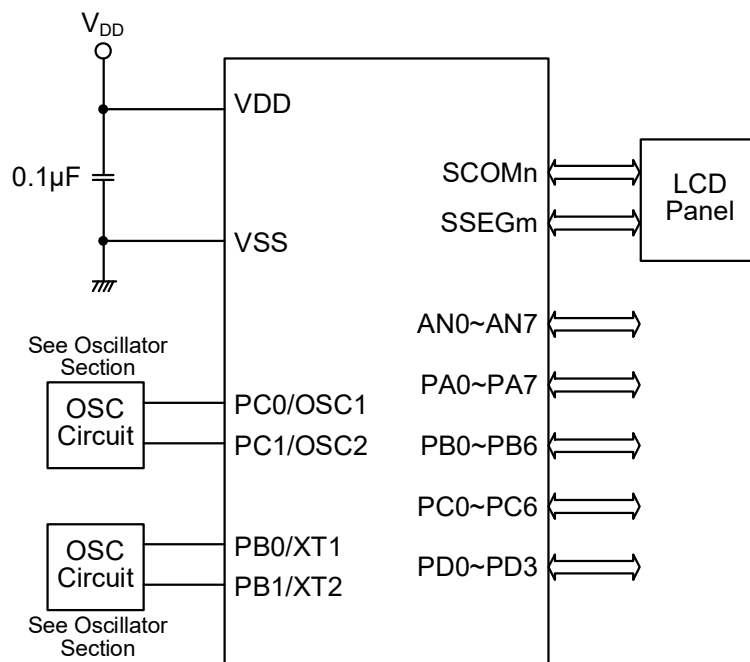 VDD
VDD
0.1µF
VSS
SCOMn
SSEGm
LCD
Panel
AN0~AN7
PA0~PA7
PB0~PB6
PC0~PC6
PD0~PD3
See Oscillator
Section
OSC
Circuit
PC0/OSC1
PC1/OSC2
OSC
Circuit
PB0/XT1
PB1/XT2
See Oscillator
Section